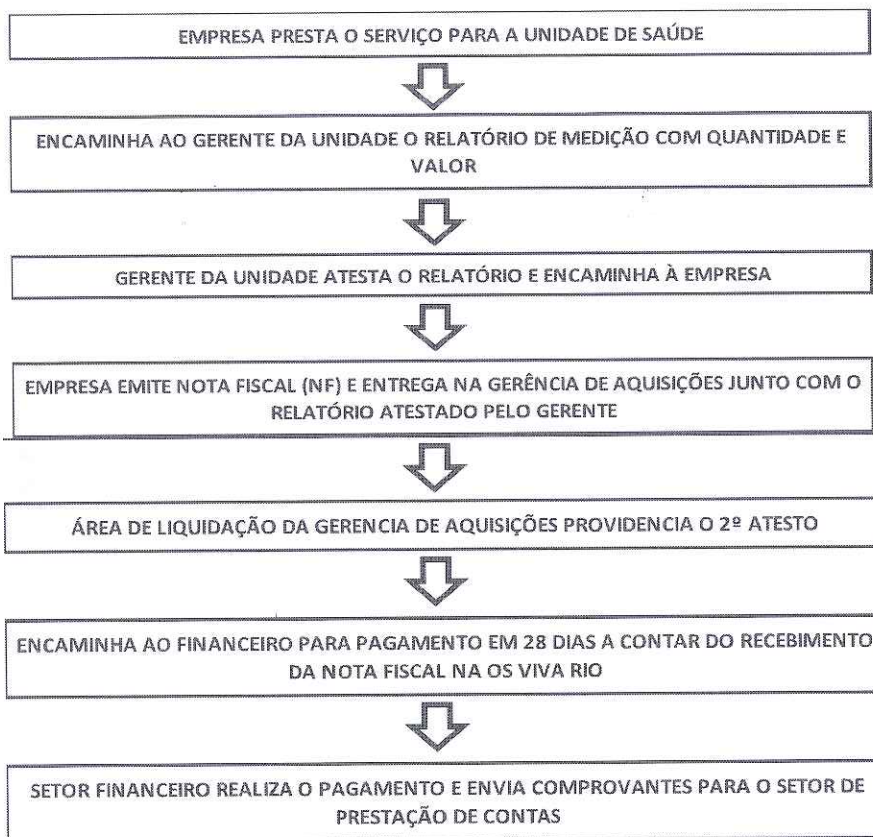 EMPRESA PRESTA O SERVIÇO PARA A UNIDADE DE SAÚDE
ENCAMINHA AO GERENTE DA UNIDADE O RELATÓRIO DE MEDIÇÃO COM QUANTIDADE E
VALOR
GERENTE DA UNIDADE ATESTA O RELATÓRIO E ENCAMINHA À EMPRESA
EMPRESA EMITE NOTA FISCAL (NF) E ENTREGA NA GERÊNCIA DE AQUISIÇÕES JUNTO COM O
RELATÓRIO ATESTADO PELO GERENTE
ÁREA DE LIQUIDAÇÃO DA GERENCIA DE AQUISIÇÕES PROVIDENCIA O 2º ATESTO
ENCAMINHA AO FINANCEIRO PARA PAGAMENTO EM 28 DIAS A CONTAR DO RECEBIMENTO
DA NOTA FISCAL NA OS VIVA RIO
SETOR FINANCEIRO REALIZA O PAGAMENTO E ENVIA COMPROVANTES PARA O SETOR DE
PRESTAÇÃO DE CONTAS